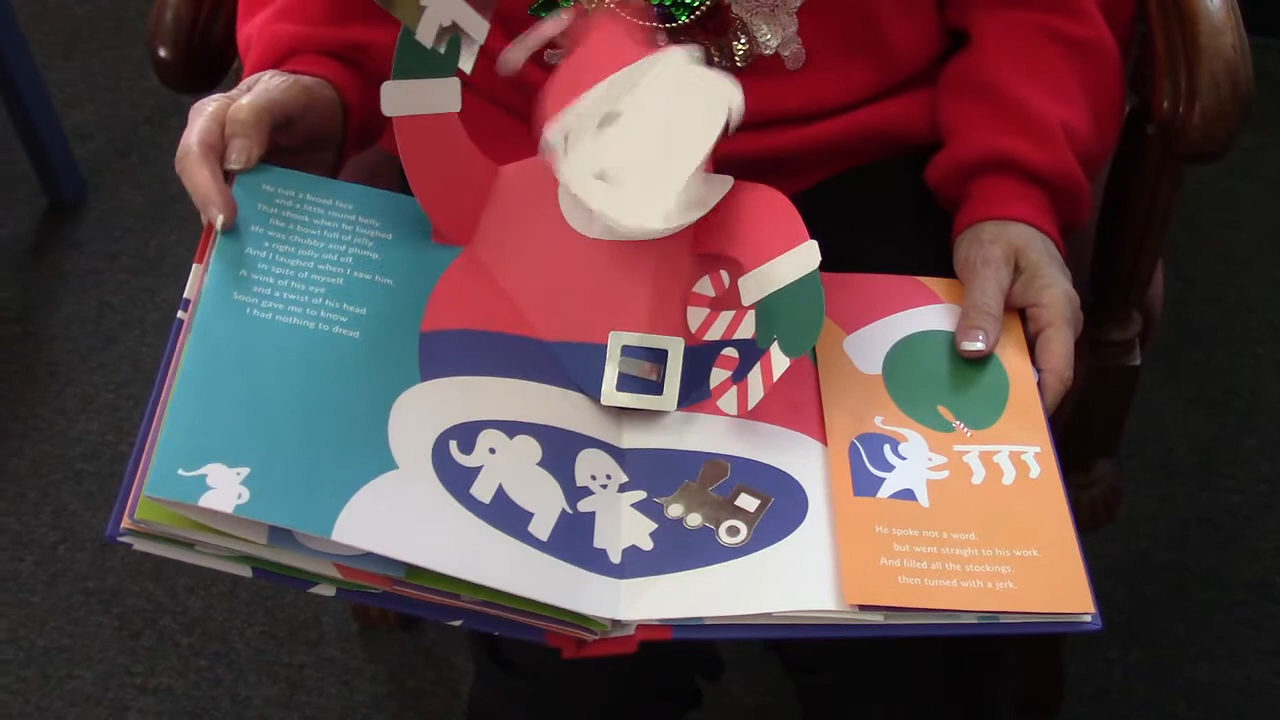 He had a broad face
and a little round belly
That shook when he laughed
like a bowl full of jelly.
He was chubby and plump,
a right jolly old elf,
And I laughed when I saw him,
in spite of myself.
A wink of his eye
and a twist of his head
Soon gave me to know
I had nothing to dread.
He spoke not a word,
but went straight to his work,
And filled all the stockings,
then turned with a jerk.